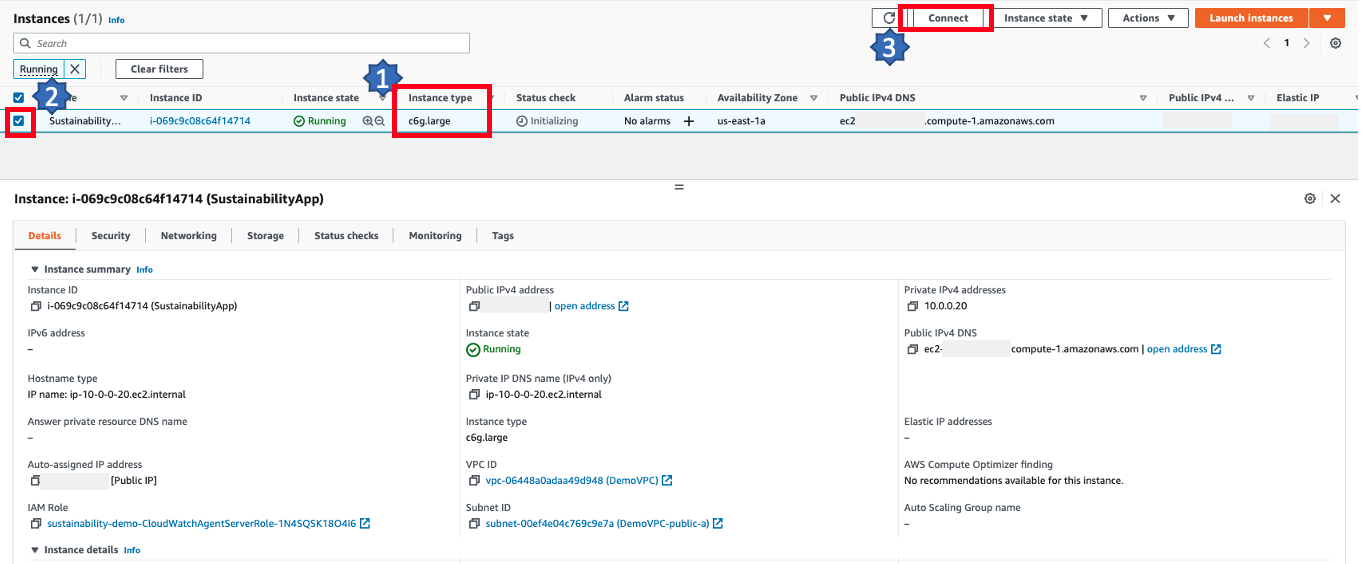 Instances (1/1) Info
Connect Instance state Actions Launch instances
3
Search
1
Running Clear filters
1
2
Instance ID Instance state Instance type Status check Alarm status Availability Zone Public IPv4 DNS Public IPv4 ... Elastic IP
Sustainability... i-069c9c08c64f14714 Running c6g.large Initializing No alarms + us-east-1a ec2 .compute-1.amazonaws.com
Instance: i-069c9c08c64f14714 (SustainabilityApp)
Details Security Networking Storage Status checks Monitoring Tags
Instance summary Info
Instance ID Public IPv4 address Private IPv4 addresses
i-069c9c08c64f14714 (SustainabilityApp) | open address 10.0.0.20
IPv6 address Instance state Public IPv4 DNS
– Running ec2- compute-1.amazonaws.com | open address
Hostname type Private IP DNS name (IPv4 only)
IP name: ip-10-0-0-20.ec2.internal ip-10-0-0-20.ec2.internal
Answer private resource DNS name Instance type Elastic IP addresses
– c6g.large –
Auto-assigned IP address VPC ID AWS Compute Optimizer finding
[Public IP] vpc-06448a0adaa49d948 (DemoVPC) No recommendations available for this instance.
IAM Role Subnet ID Auto Scaling Group name
sustainability-demo-CloudWatchAgentServerRole-1N4SQSK18O4I6 subnet-00ef4e04c769c9e7a (DemoVPC-public-a) –
Instance details Info